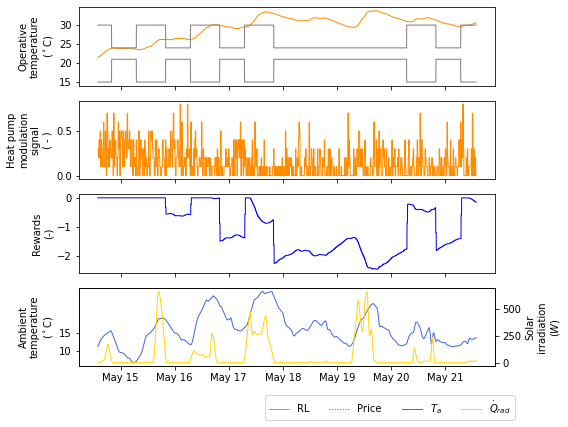 Operative
temperature
(°C)
30
25
20
15
Heat pump
modulation
signal
( - )
0.5
0.0
Rewards
(-)
0
−1
−2
Ambient
temperature
(°C)
15
10
Solar
irradiation
(W)
500
250
0
May 15 May 16 May 17 May 18 May 19 May 20 May 21
RL Price T_a Q̇_rad